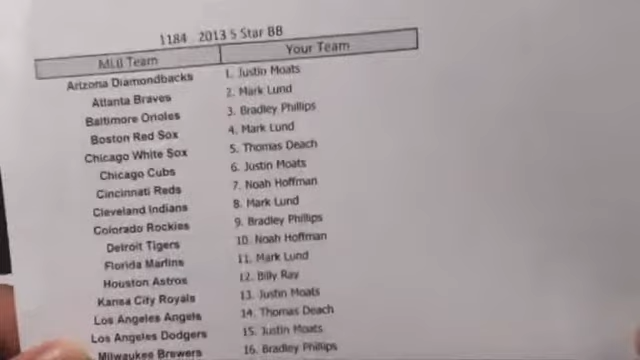 1184 2013 5 Star BB
MLB Team Your Team
Arizona Diamondbacks 1. Justin Moats
Atlanta Braves 2. Mark Lund
Baltimore Orioles 3. Bradley Phillips
Boston Red Sox 4. Mark Lund
Chicago White Sox 5. Thomas Deach
Chicago Cubs 6. Justin Moats
Cincinnati Reds 7. Noah Hoffman
Cleveland Indians 8. Mark Lund
Colorado Rockies 9. Bradley Phillips
Detroit Tigers 10. Noah Hoffman
Florida Marlins 11. Mark Lund
Houston Astros 12. Billy Ray
Kansa City Royals 13. Justin Moats
Los Angeles Angels 14. Thomas Deach
Los Angeles Dodgers 15. Justin Moats
Milwaukee Brewers 16. Bradley Phillips